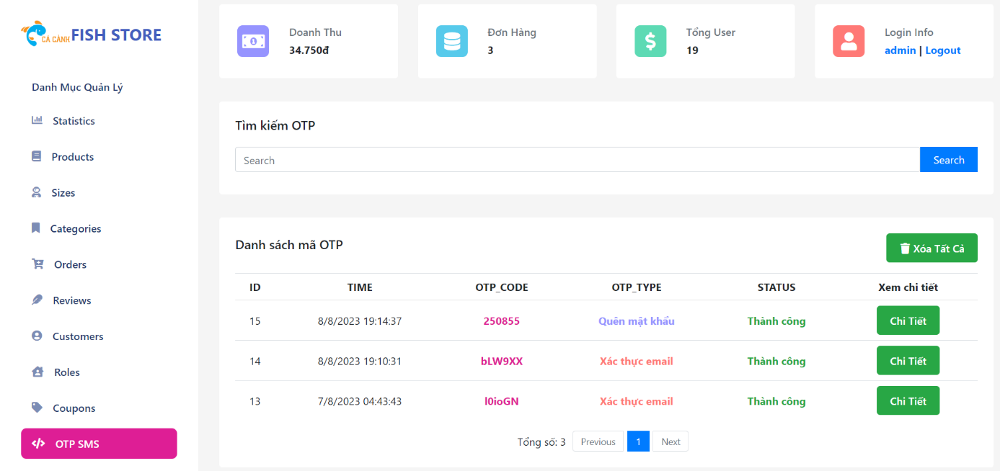 CÁ CẢNH FISH STORE
Danh Mục Quản Lý
Statistics
Products
Sizes
Categories
Orders
Reviews
Customers
Roles
Coupons
OTP SMS
Doanh Thu
34.750đ
Đơn Hàng
3
Tổng User
19
Login Info
admin | Logout
Tìm kiếm OTP
Search Search
Danh sách mã OTP
Xóa Tất Cả
ID TIME OTP_CODE OTP_TYPE STATUS Xem chi tiết
15 8/8/2023 19:14:37 250855 Quên mật khẩu Thành công Chi Tiết
14 8/8/2023 19:10:31 bLW9XX Xác thực email Thành công Chi Tiết
13 7/8/2023 04:43:43 l0ioGN Xác thực email Thành công Chi Tiết
Tổng số: 3 Previous 1 Next